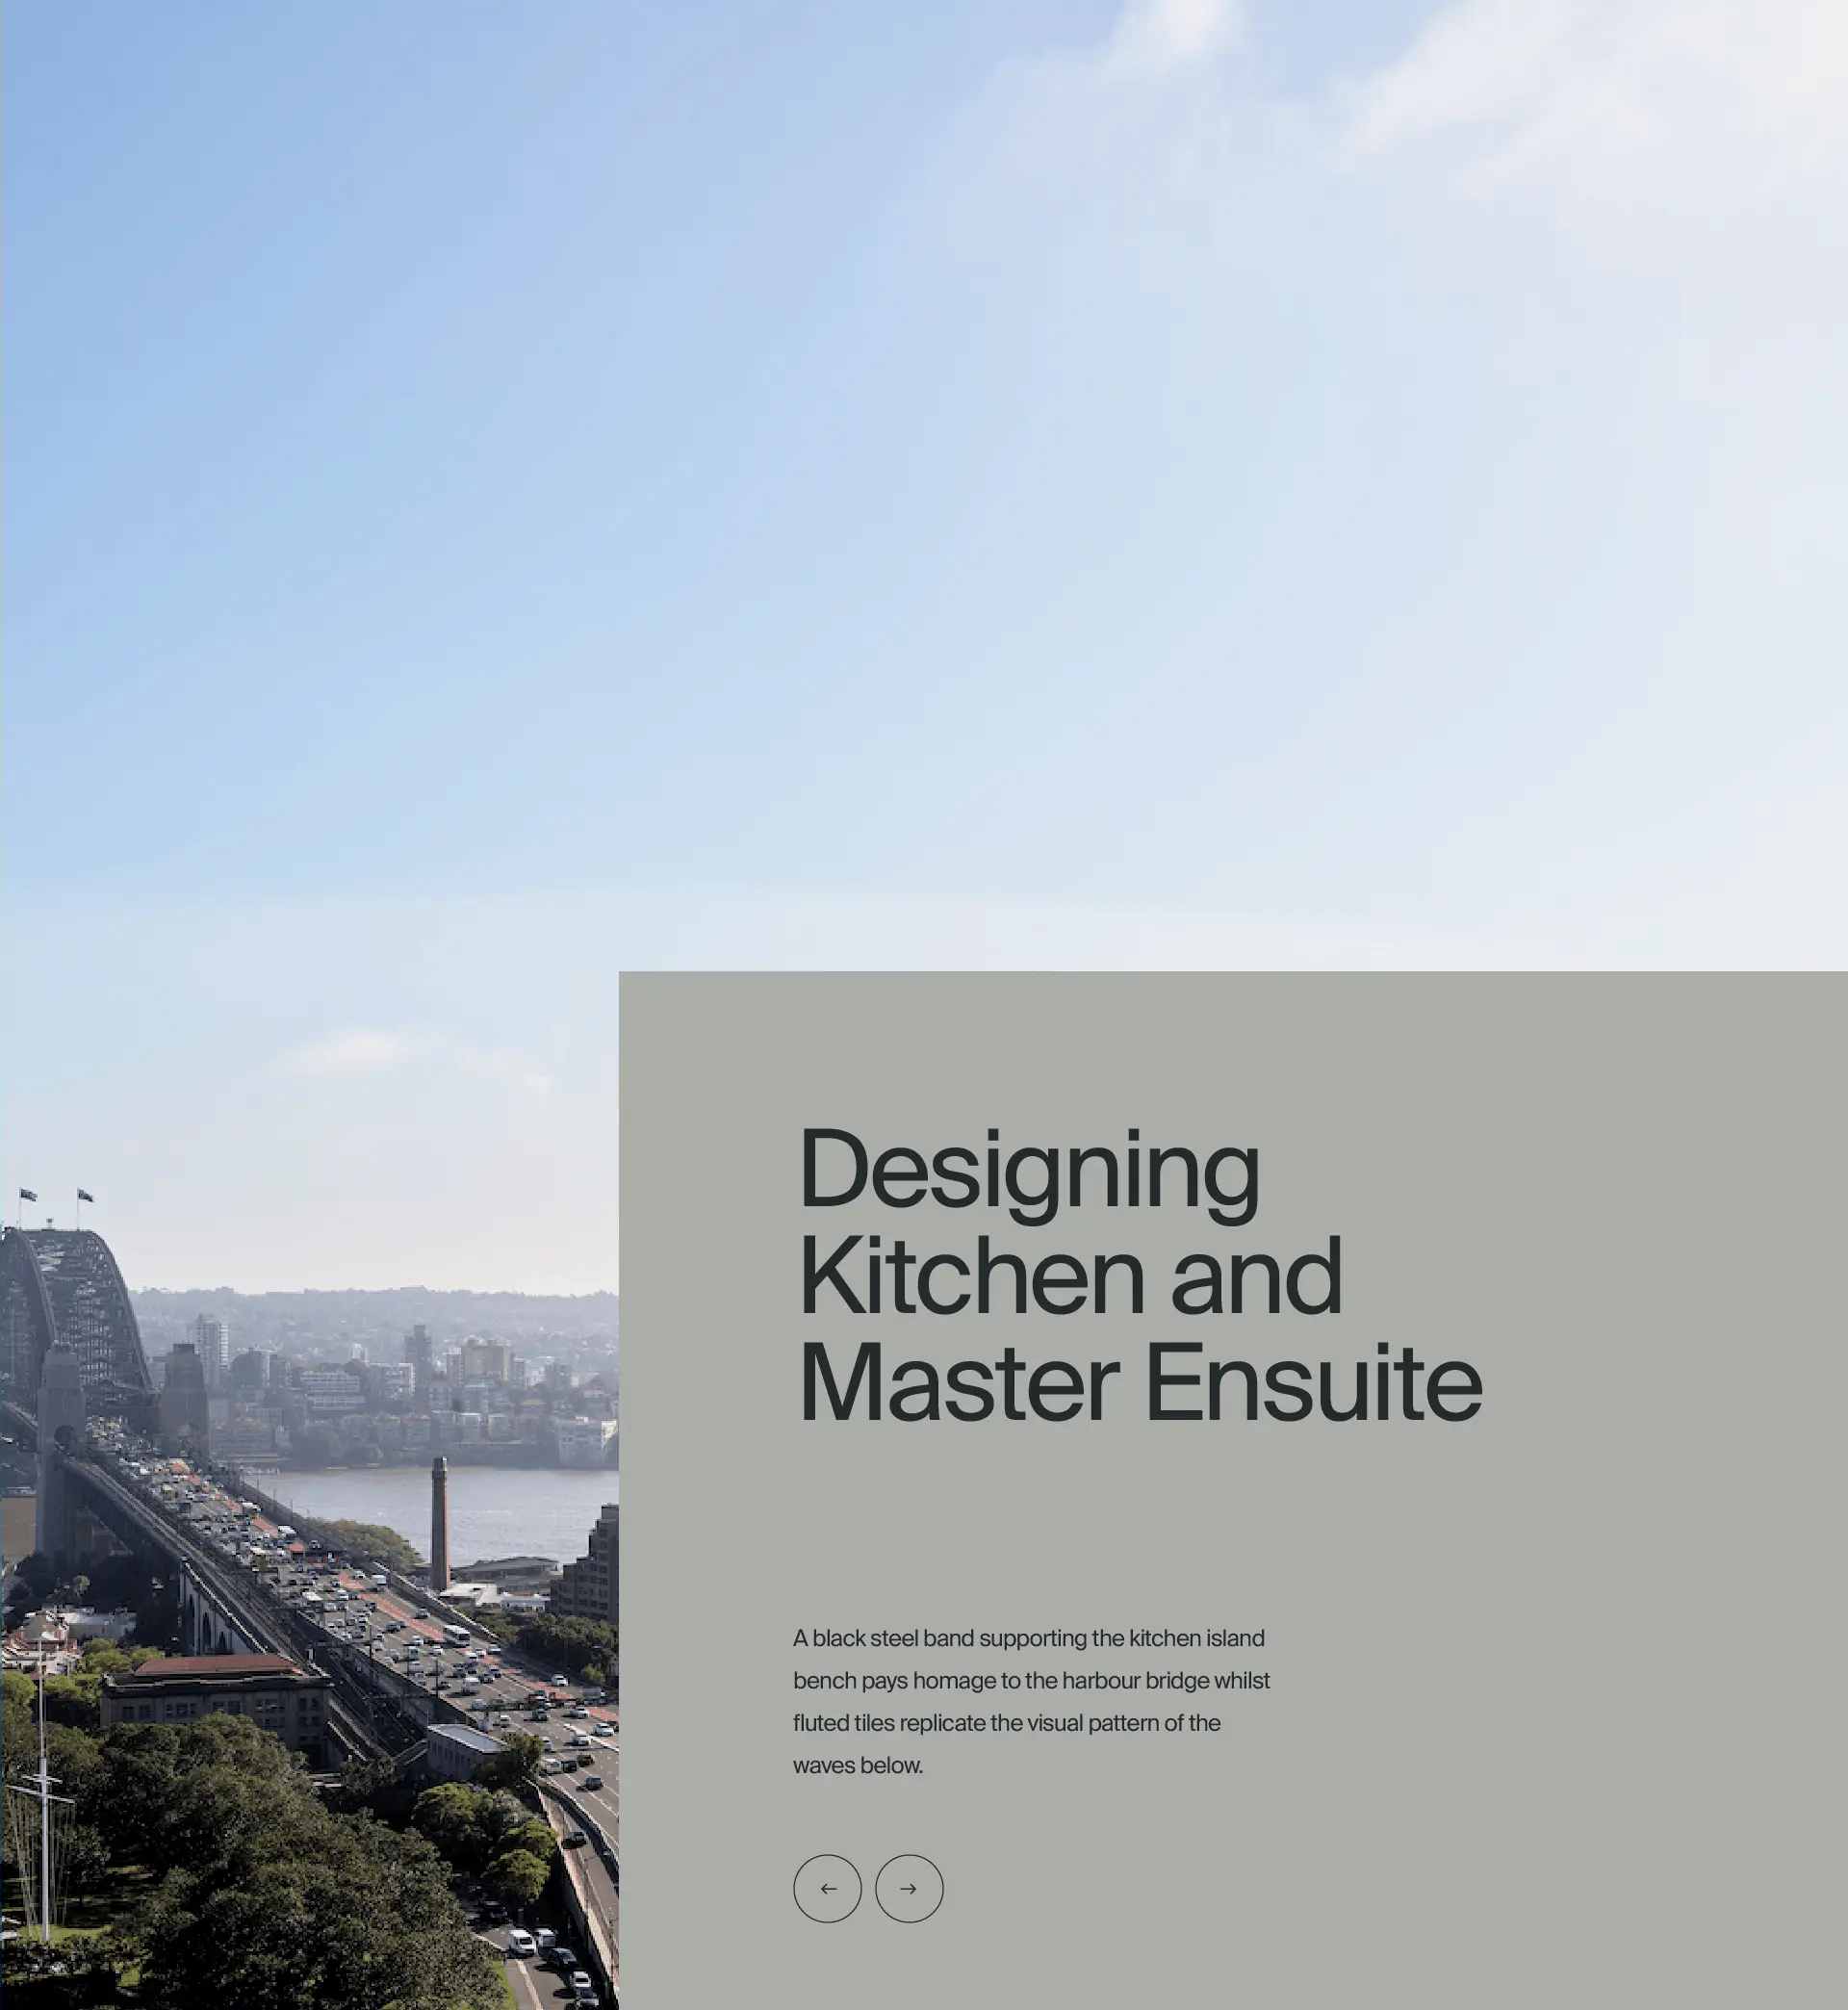 Designing
Kitchen and
Master Ensuite
A black steel band supporting the kitchen island
bench pays homage to the harbour bridge whilst
fluted tiles replicate the visual pattern of the
waves below.